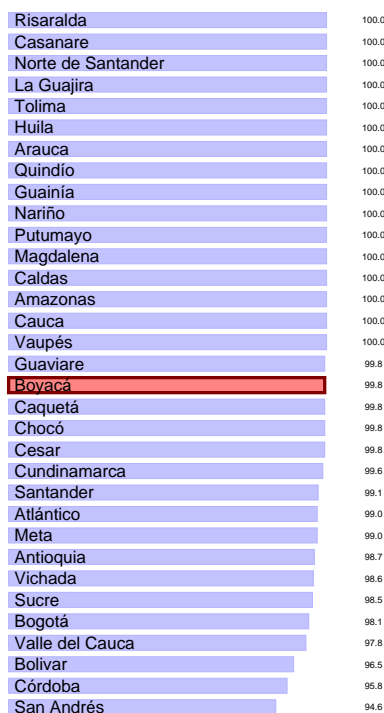 Risaralda 100.0
Casanare 100.0
Norte de Santander 100.0
La Guajira 100.0
Tolima 100.0
Huila 100.0
Arauca 100.0
Quindío 100.0
Guainía 100.0
Nariño 100.0
Putumayo 100.0
Magdalena 100.0
Caldas 100.0
Amazonas 100.0
Cauca 100.0
Vaupés 100.0
Guaviare 99.8
Boyacá 99.8
Caquetá 99.8
Chocó 99.8
Cesar 99.8
Cundinamarca 99.6
Santander 99.1
Atlántico 99.0
Meta 99.0
Antioquia 98.7
Vichada 98.6
Sucre 98.5
Bogotá 98.1
Valle del Cauca 97.8
Bolivar 96.5
Córdoba 95.8
San Andrés 94.6